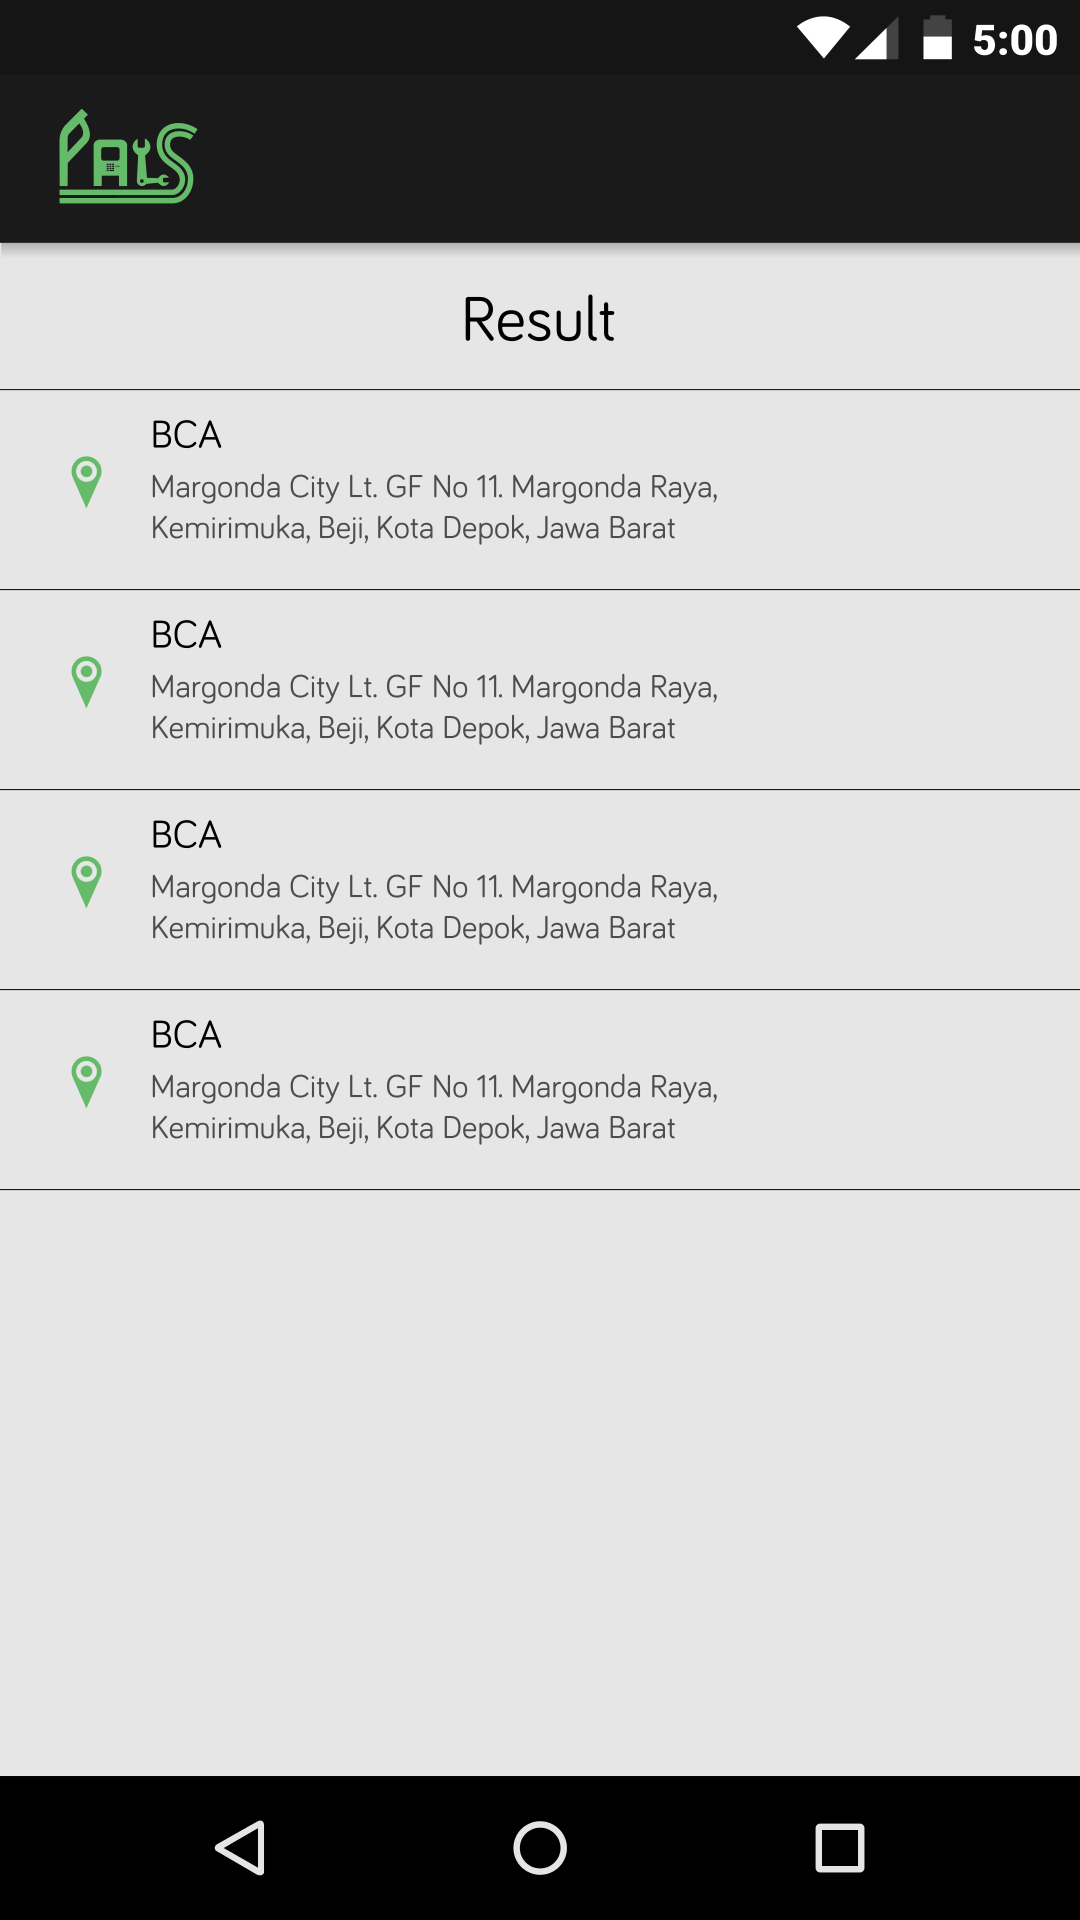 5:00
PALS
Result
BCA
Margonda City Lt. GF No 11. Margonda Raya,
Kemirimuka, Beji, Kota Depok, Jawa Barat
BCA
Margonda City Lt. GF No 11. Margonda Raya,
Kemirimuka, Beji, Kota Depok, Jawa Barat
BCA
Margonda City Lt. GF No 11. Margonda Raya,
Kemirimuka, Beji, Kota Depok, Jawa Barat
BCA
Margonda City Lt. GF No 11. Margonda Raya,
Kemirimuka, Beji, Kota Depok, Jawa Barat